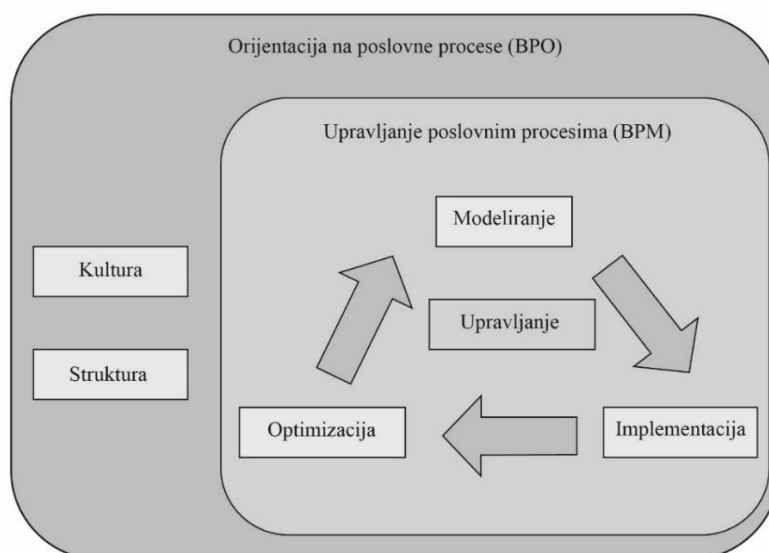 Orijentacija na poslovne procese (BPO)
Upravljanje poslovnim procesima (BPM)
Modeliranje
Kultura
Upravljanje
Struktura
Optimizacija
Implementacija